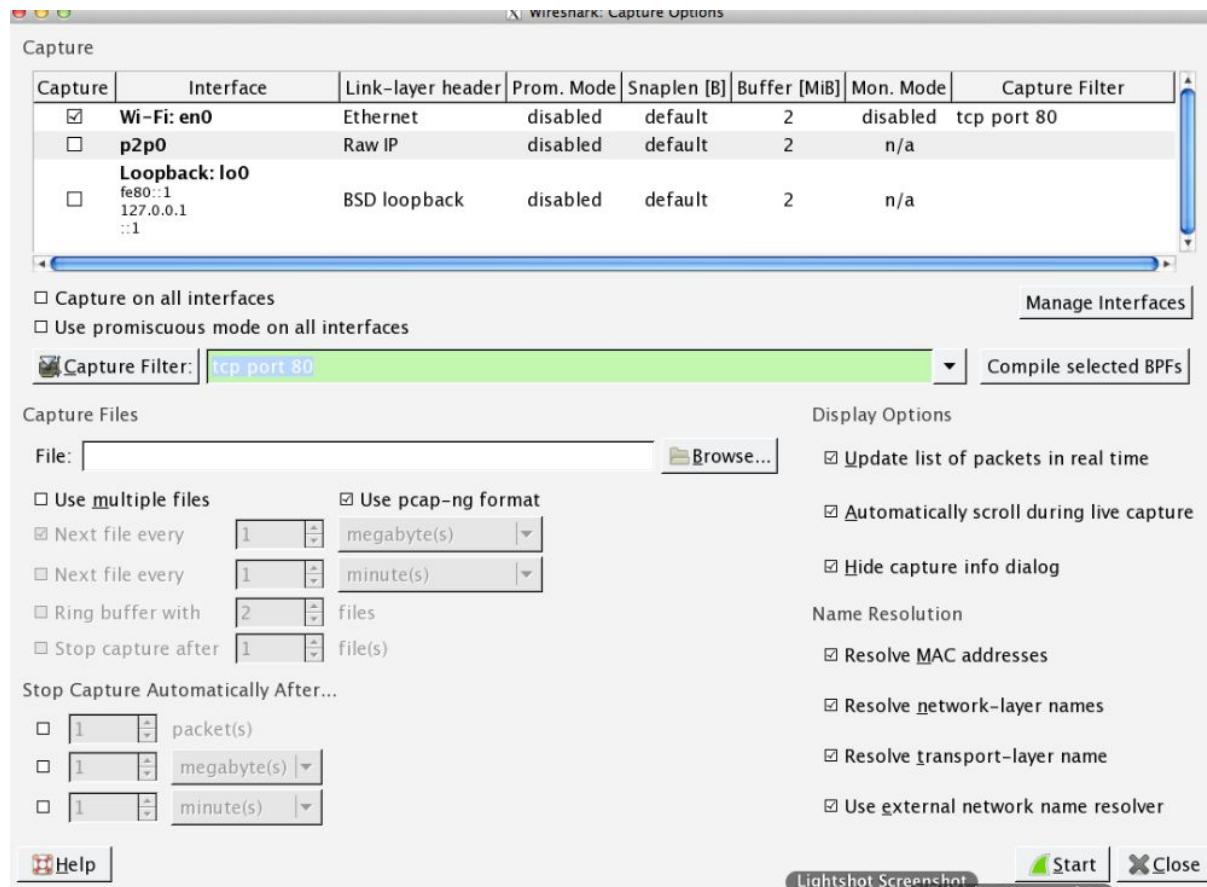 Wireshark: Capture Options
Capture
Capture Interface Link-layer header Prom. Mode Snaplen [B] Buffer [MiB] Mon. Mode Capture Filter
Wi-Fi: en0 Ethernet disabled default 2 disabled tcp port 80
p2p0 Raw IP disabled default 2 n/a
Loopback: lo0
fe80::1
127.0.0.1 BSD loopback disabled default 2 n/a
::1
Capture on all interfaces Manage Interfaces
Use promiscuous mode on all interfaces
Capture Filter: tcp port 80 Compile selected BPFs
Capture Files Display Options
File: Browse... Update list of packets in real time
Use multiple files Use pcap-ng format Automatically scroll during live capture
Next file every 1 megabyte(s)
Next file every 1 minute(s) Hide capture info dialog
Ring buffer with 2 files Name Resolution
Stop capture after 1 file(s) Resolve MAC addresses
Stop Capture Automatically After...
1 packet(s) Resolve network-layer names
1 megabyte(s) Resolve transport-layer name
1 minute(s) Use external network name resolver
Help Start Close
Lightshot Screenshot